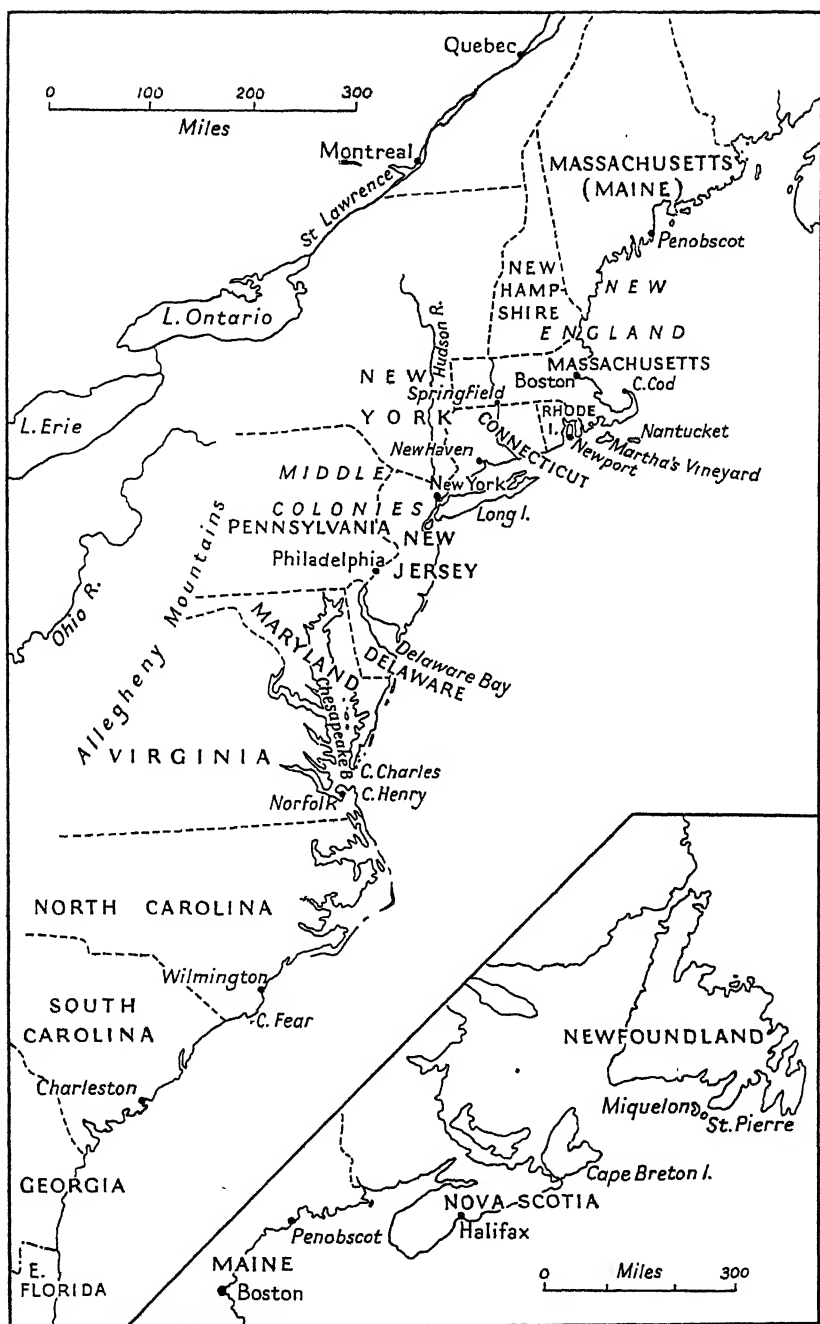 Quebec
0 100 200 300
Miles
Montreal
St Lawrence
MASSACHUSETTS
(MAINE)
Penobscot
NEW
HAMP
SHIRE
NEW
ENGLAND
L. Ontario
Hudson R.
MASSACHUSETTS
Boston
C. Cod
NEW
YORK
Springfield
L. Erie
RHODE
I.
Nantucket
Martha's Vineyard
Newport
CONNECTICUT
New Haven
MIDDLE
COLONIES
New York
Long I.
PENNSYLVANIA
NEW
JERSEY
Philadelphia
Allegheny Mountains
Ohio R.
MARYLAND
Delaware Bay
DELAWARE
Chesapeake B.
VIRGINIA
C. Charles
C. Henry
Norfolk
NORTH CAROLINA
Wilmington
C. Fear
SOUTH
CAROLINA
Charleston
GEORGIA
E.
FLORIDA
NEWFOUNDLAND
Miquelon
St. Pierre
Cape Breton I.
NOVA SCOTIA
Halifax
Penobscot
MAINE
Boston
0 Miles 300